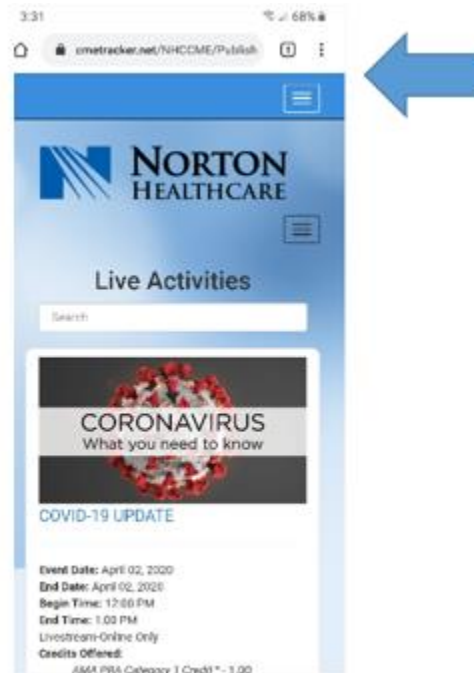 3:31 68%
cmetracker.net/NHCCME/Publish 1
NORTON
HEALTHCARE
Live Activities
Search
CORONAVIRUS
What you need to know
COVID-19 UPDATE
Event Date: April 02, 2020
End Date: April 02, 2020
Begin Time: 12:00 PM
End Time: 1:00 PM
Livestream-Online Only
Credits Offered:
AMA PRA Category 1 Credit™ - 1.00